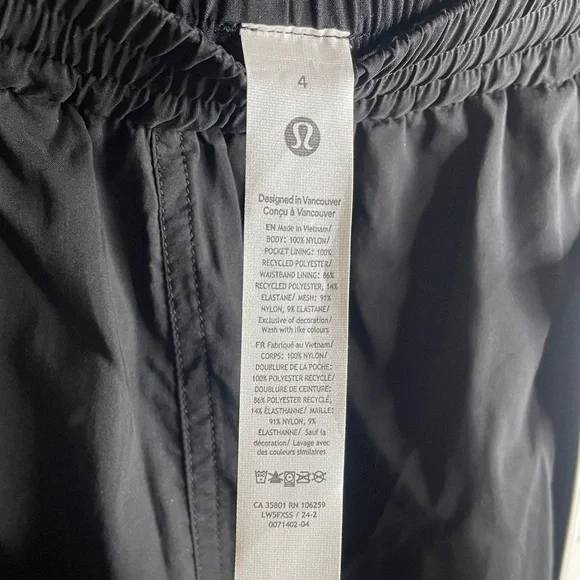 4
Designed in Vancouver
Conçu à Vancouver
EN Made in Vietnam/
BODY: 100% NYLON/
POCKET LINING: 100%
RECYCLED POLYESTER/
WAISTBAND LINING: 86%
RECYCLED POLYESTER, 14%
ELASTANE/ MESH: 91%
NYLON, 9% ELASTANE/
Exclusive of decoration/
Wash with like colours
FR Fabriqué au Vietnam/
CORPS: 100% NYLON/
DOUBLURE DE LA POCHE:
100% POLYESTER RECYCLÉ/
DOUBLURE DE CEINTURE:
86% POLYESTER RECYCLÉ,
14% ÉLASTHANNE/ MAILLE:
91% NYLON, 9%
ÉLASTHANNE/ Sauf la
décoration/ Lavage avec
des couleurs similaires
CA 35801 RN 106259
LW5FXSS / 24-2
0071402-04